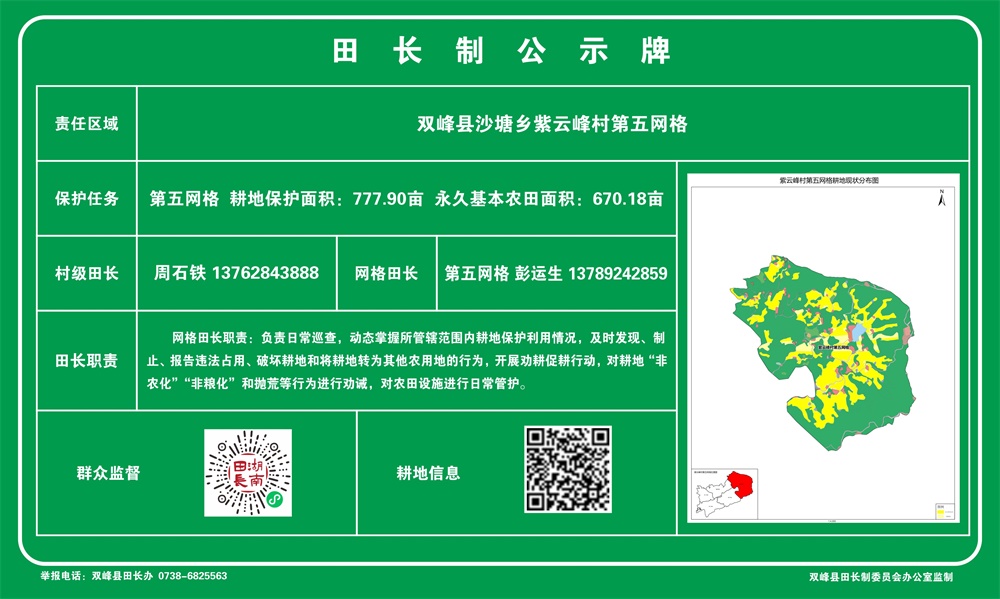 田长制公示牌
责任区域
双峰县沙塘乡紫云峰村第五网格
保护任务
第五网格 耕地保护面积：777.90亩 永久基本农田面积：670.18亩
紫云峰村第五网格耕地现状分布图
N
村级田长
周石铁 13762843888
网格田长
第五网格 彭运生 13789242859
田长职责
网格田长职责：负责日常巡查，动态掌握所管辖范围内耕地保护利用情况，及时发现、制
止、报告违法占用、破坏耕地和将耕地转为其他农用地的行为，开展劝耕促耕行动，对耕地“非
农化”“非粮化”和抛荒等行为进行劝诫，对农田设施进行日常管护。
紫云峰村第五网格
群众监督
湖南
田长
耕地信息
举报电话：双峰县田长办 0738-6825563
双峰县田长制委员会办公室监制